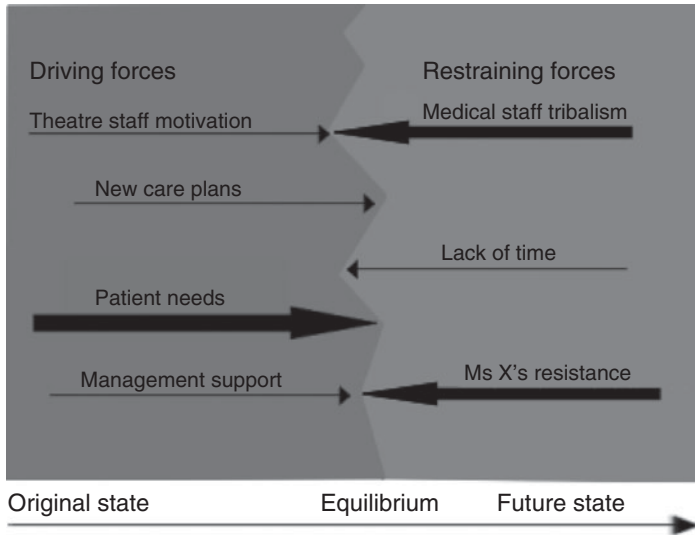 Driving forces
Restraining forces
Theatre staff motivation
Medical staff tribalism
New care plans
Lack of time
Patient needs
Management support
Ms X's resistance
Original state
Equilibrium
Future state